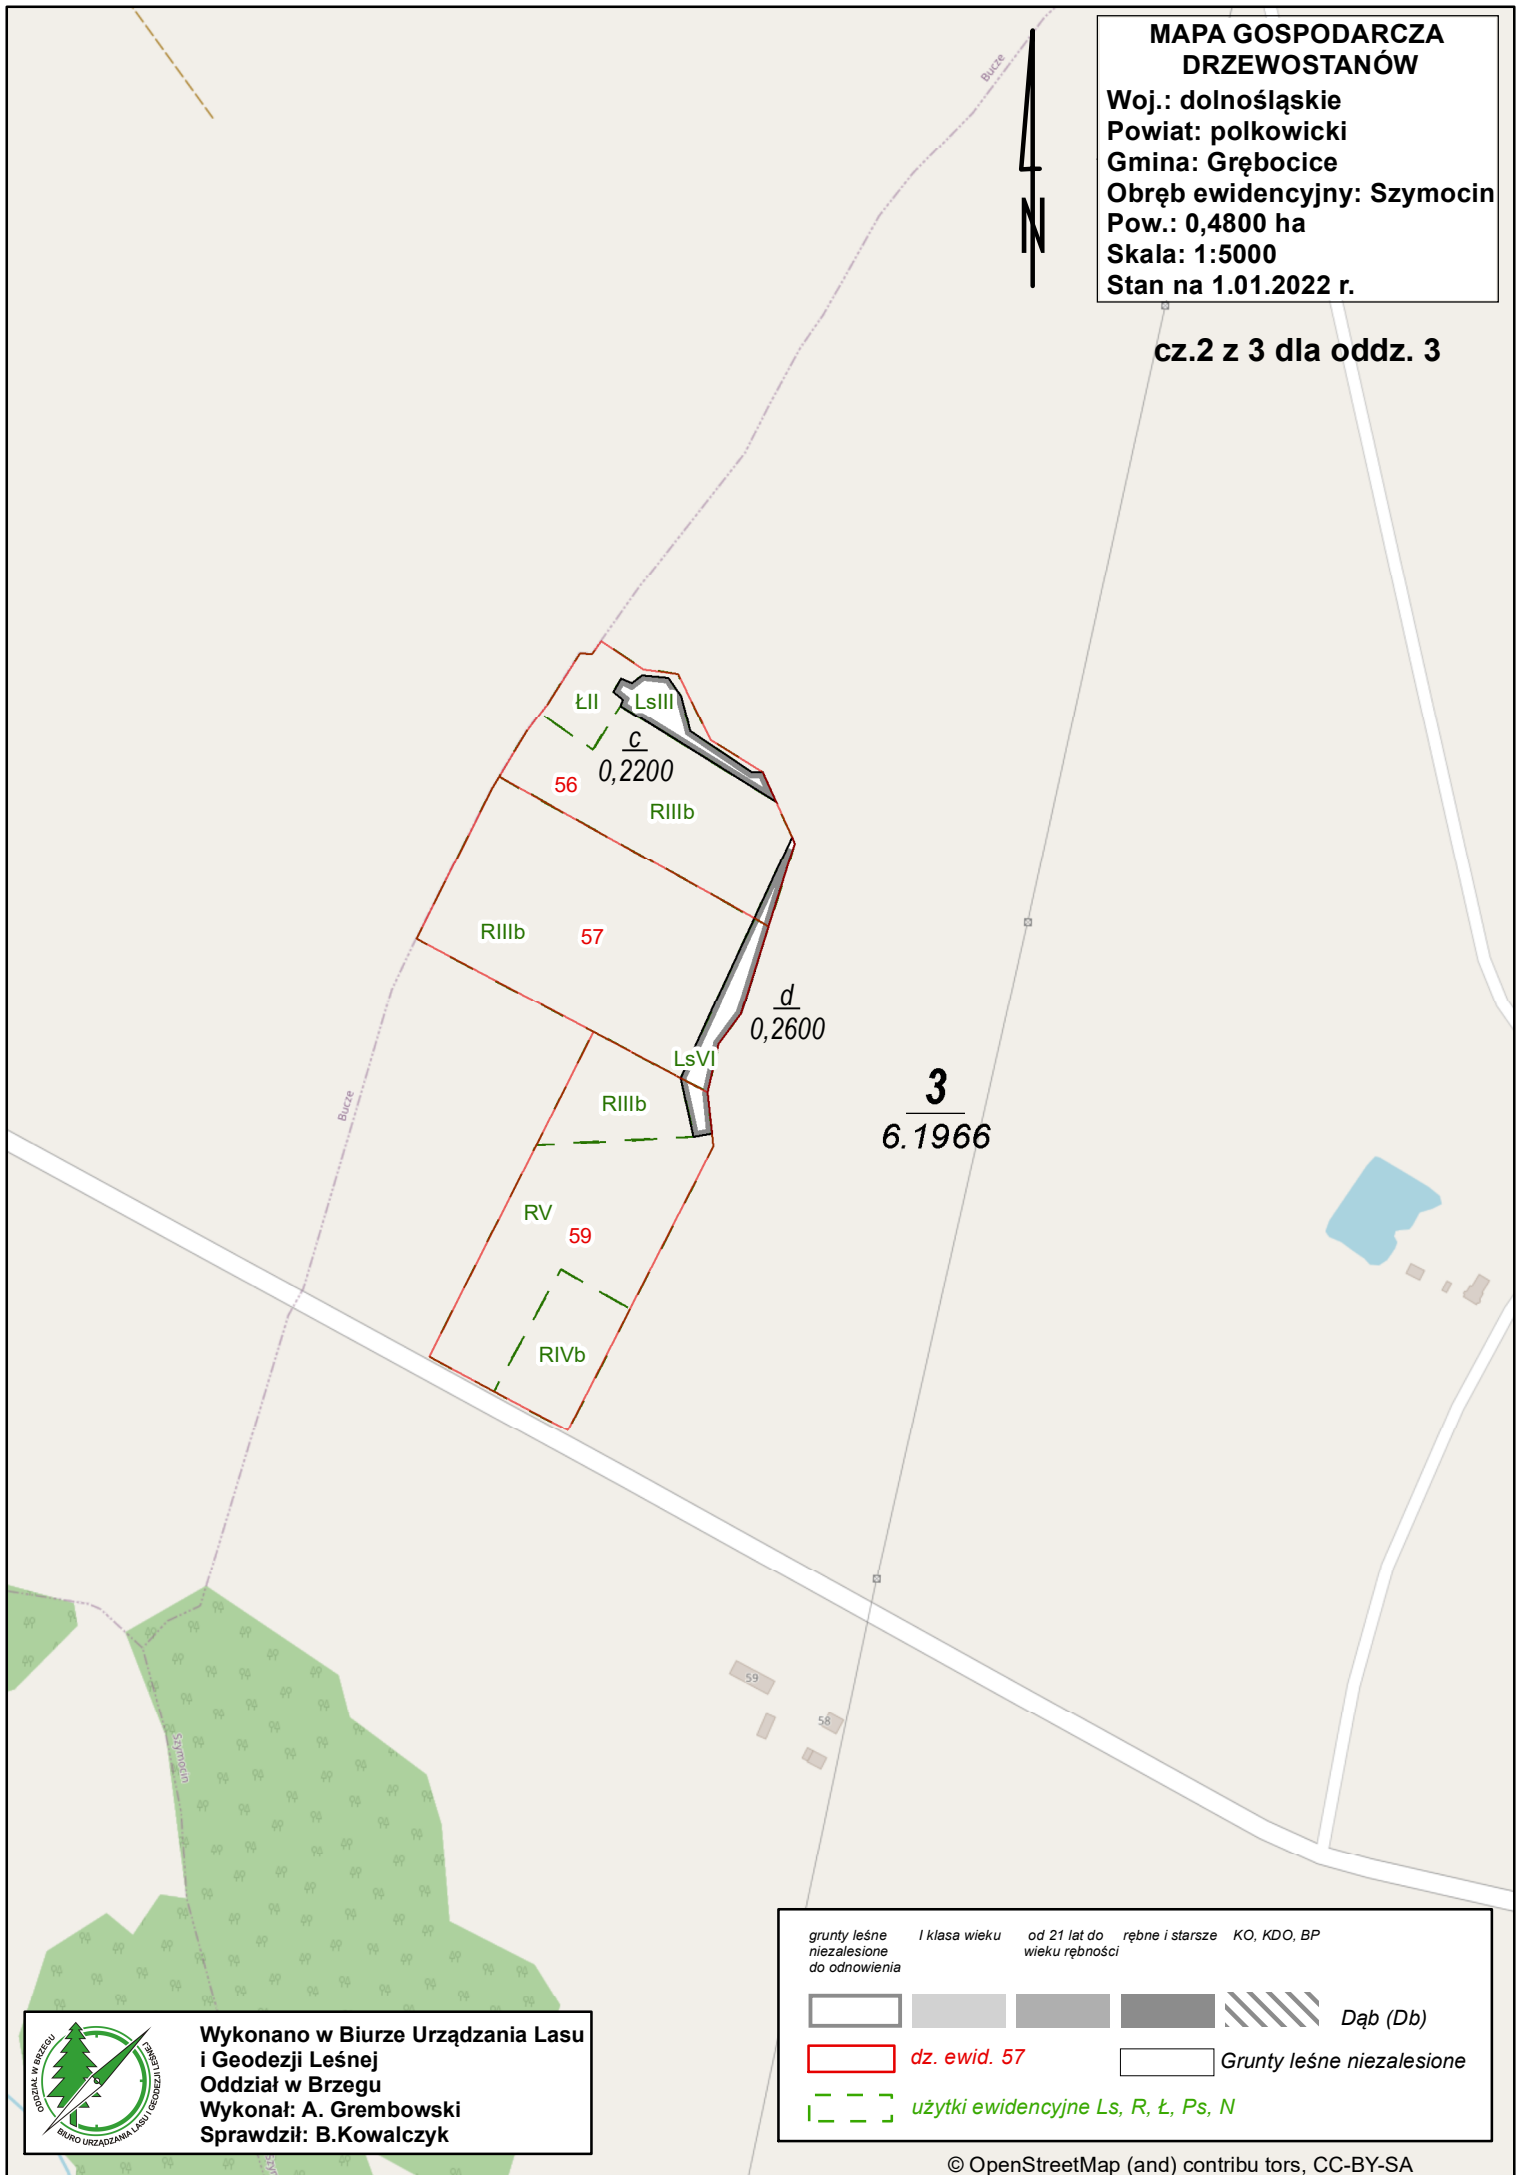 MAPA GOSPODARCZA
DRZEWOSTANÓW
Woj.: dolnośląskie
Powiat: polkowicki
Gmina: Grębocice
Obręb ewidencyjny: Szymocin
Pow.: 0,4800 ha
Skala: 1:5000
Stan na 1.01.2022 r.
cz.2 z 3 dla oddz. 3
N
Bucze
ŁII
LsIII
c
0,2200
56
RIIIb
RIIIb
57
d
0,2600
LsVI
RIIIb
3
6.1966
Bucze
RV
59
RIVb
59
58
Szymocin
grunty leśne
niezalesione
do odnowienia
I klasa wieku
od 21 lat do
wieku rębności
rębne i starsze
KO, KDO, BP
Dąb (Db)
dz. ewid. 57
Grunty leśne niezalesione
użytki ewidencyjne Ls, R, Ł, Ps, N
ODDZIAŁ W BRZEGU
BIURO URZĄDZANIA LASU I GEODEZJI LEŚNEJ
Wykonano w Biurze Urządzania Lasu
i Geodezji Leśnej
Oddział w Brzegu
Wykonał: A. Grembowski
Sprawdził: B.Kowalczyk
© OpenStreetMap (and) contribu tors, CC-BY-SA